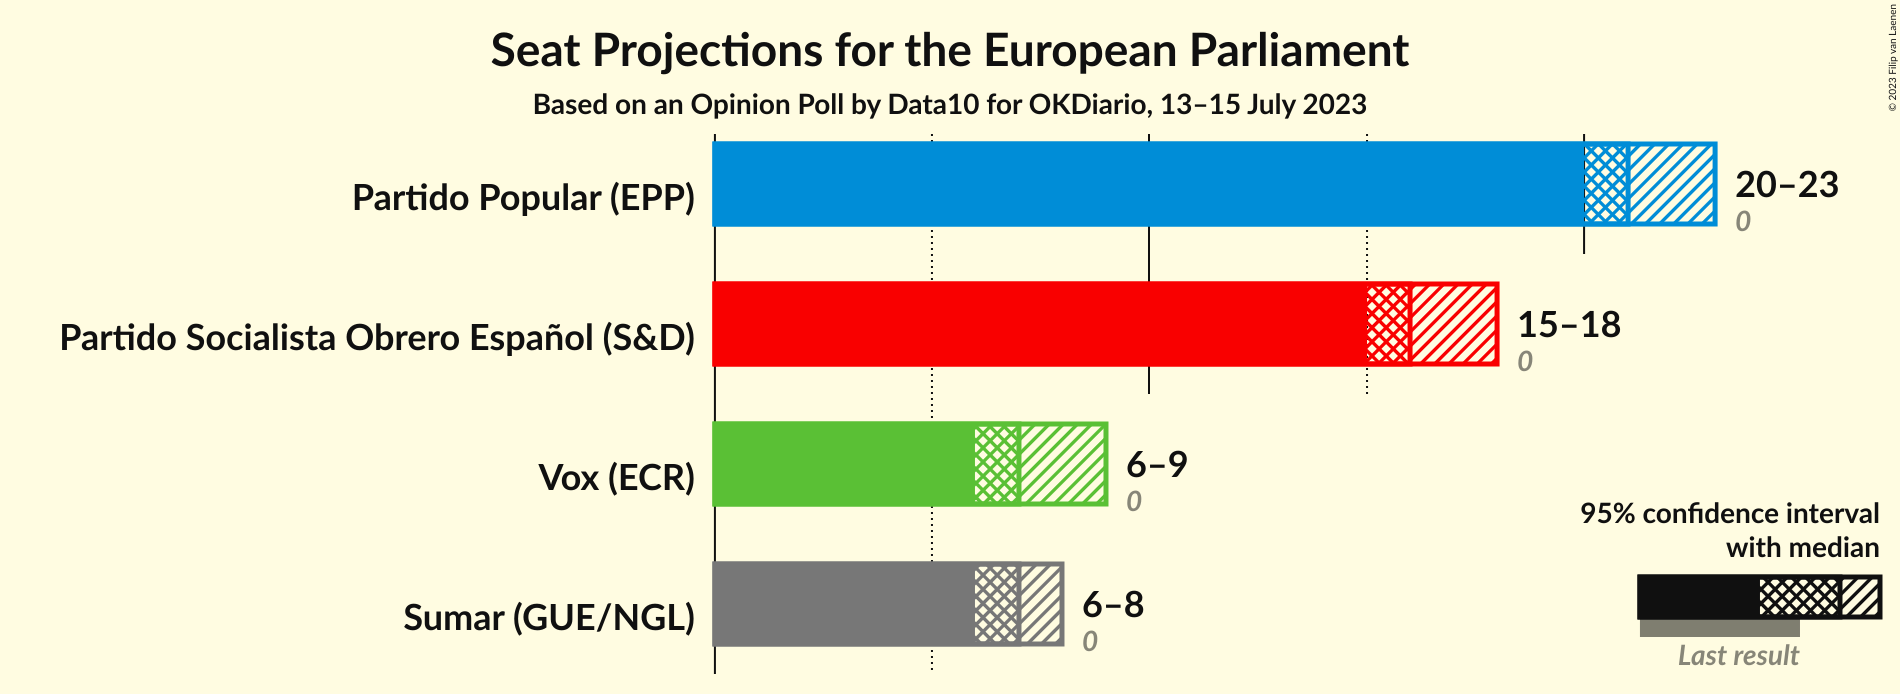 Seat Projections for the European Parliament
Based on an Opinion Poll by Data10 for OKDiario, 13–15 July 2023
© 2023 Filip van Laenen
Partido Popular (EPP)
20–23
0
Partido Socialista Obrero Español (S&D)
15–18
0
Vox (ECR)
6–9
0
Sumar (GUE/NGL)
6–8
0
95% confidence interval
with median
Last result